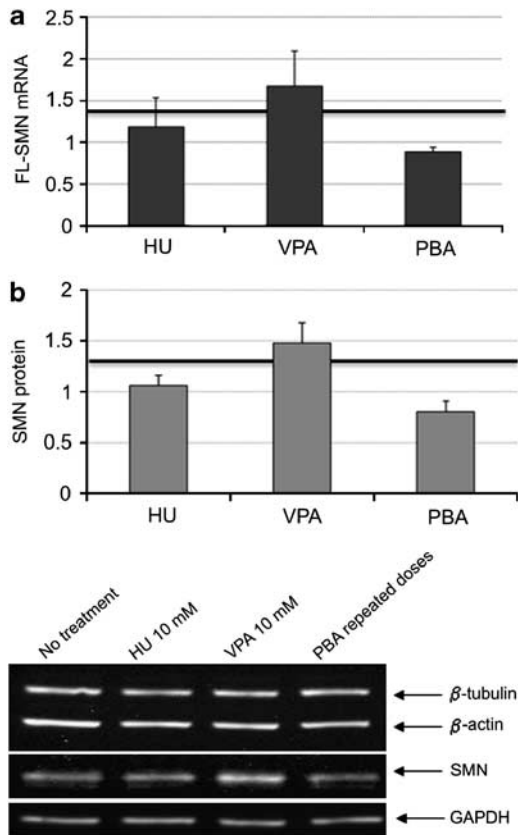 a
FL-SMN mRNA
2.5
2
1.5
1
0.5
0
HU VPA PBA
b
SMN protein
2
1.5
1
0.5
0
HU VPA PBA
No treatment
HU 10 mM
VPA 10 mM
PBA repeated doses
β-tubulin
β-actin
SMN
GAPDH